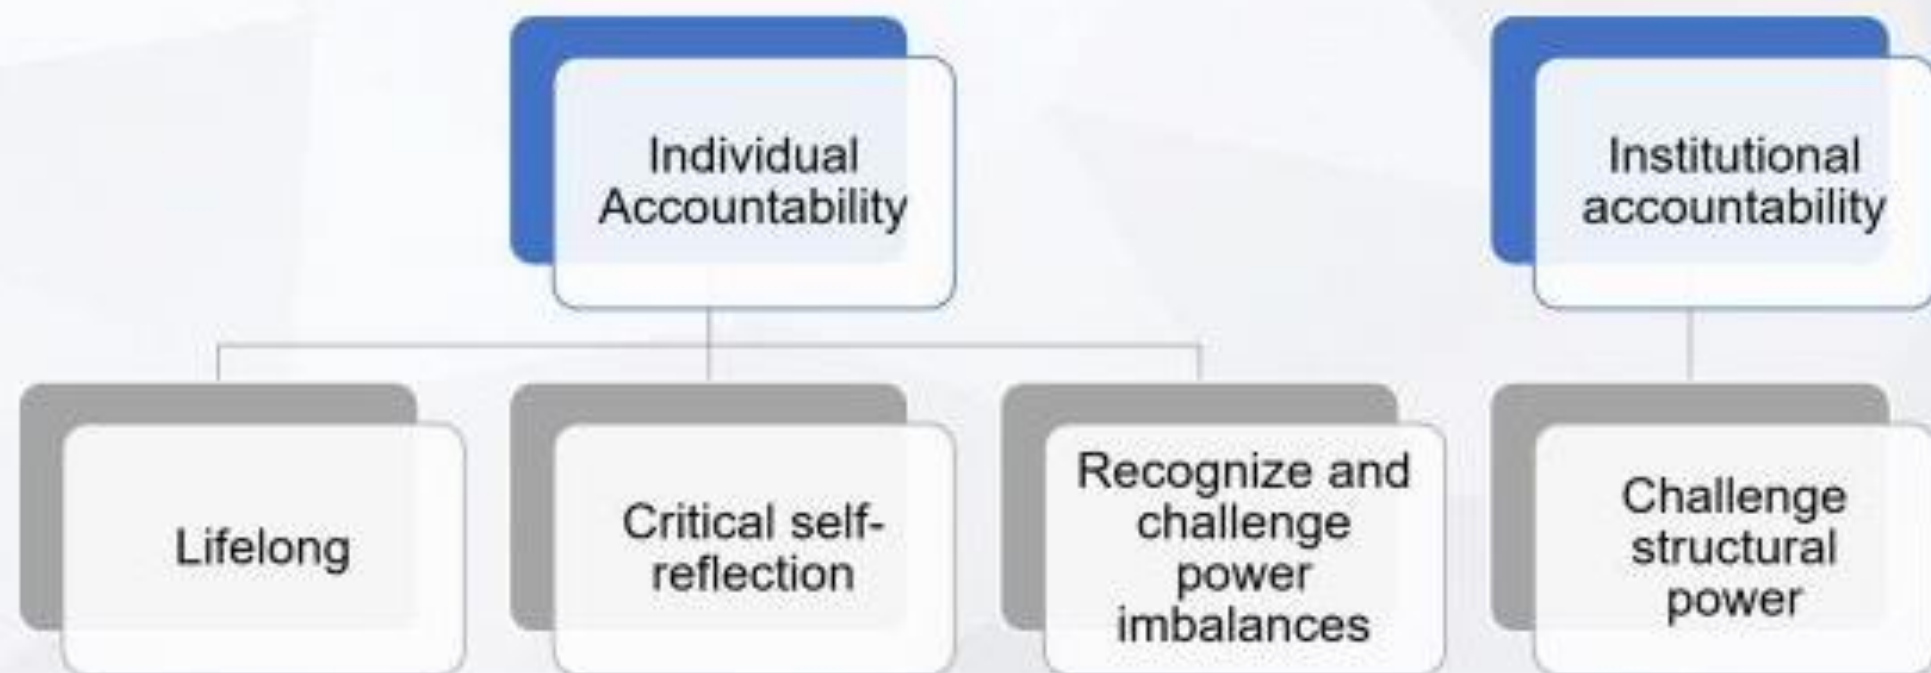 Individual
Accountability
Institutional
accountability
Lifelong
Critical self-
reflection
Recognize and
challenge
power
imbalances
Challenge
structural
power